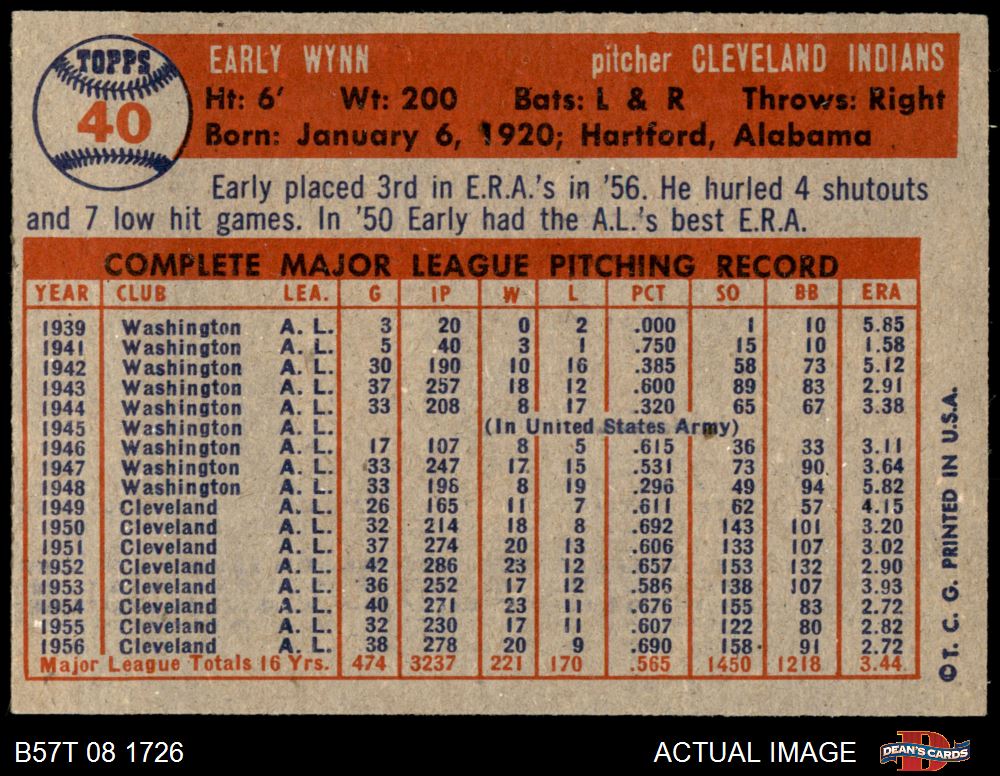 TOPPS
40
EARLY WYNN pitcher CLEVELAND INDIANS
Ht: 6' Wt: 200 Bats: L & R Throws: Right
Born: January 6, 1920; Hartford, Alabama
Early placed 3rd in E.R.A.'s in '56. He hurled 4 shutouts
and 7 low hit games. In '50 Early had the A.L.'s best E.R.A.
COMPLETE MAJOR LEAGUE PITCHING RECORD
YEAR CLUB LEA. G IP W L PCT SO BB ERA
1939 Washington A. L. 3 20 0 2 .000 1 10 5.85
1941 Washington A. L. 5 40 3 1 .750 15 10 1.58
1942 Washington A. L. 30 190 10 16 .385 58 73 5.12
1943 Washington A. L. 37 257 18 12 .600 89 83 2.91
1944 Washington A. L. 33 208 8 17 .320 65 67 3.38
1945 Washington A. L. (In United States Army)
1946 Washington A. L. 17 107 8 5 .615 36 33 3.11
1947 Washington A. L. 33 247 17 15 .531 73 90 3.64
1948 Washington A. L. 33 198 8 19 .296 49 94 5.82
1949 Cleveland A. L. 26 165 11 7 .611 62 57 4.15
1950 Cleveland A. L. 32 214 18 8 .692 143 101 3.20
1951 Cleveland A. L. 37 274 20 13 .606 133 107 3.02
1952 Cleveland A. L. 42 286 23 12 .657 153 132 2.90
1953 Cleveland A. L. 36 252 17 12 .586 138 107 3.93
1954 Cleveland A. L. 40 271 23 11 .676 155 83 2.72
1955 Cleveland A. L. 32 230 17 11 .607 122 80 2.82
1956 Cleveland A. L. 38 278 20 9 .690 158 91 2.72
Major League Totals 16 Yrs. 474 3237 221 170 .565 1450 1218 3.44
©T. C. G. PRINTED IN U.S.A.
B57T 08 1726 ACTUAL IMAGE
D
DEAN'S CARDS